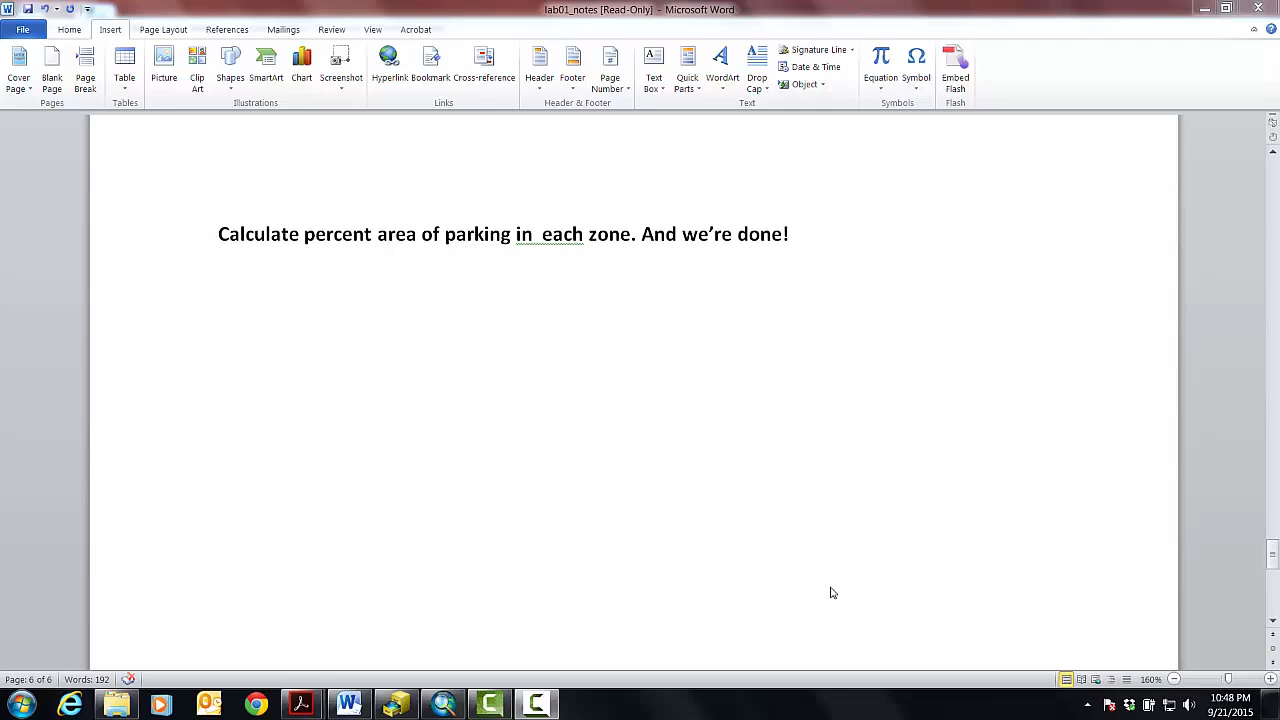 lab01_notes [Read-Only] - Microsoft Word
File Home Insert Page Layout References Mailings Review View Acrobat
Cover Page Blank Page Page Break Table Picture Clip Art Shapes SmartArt Chart Screenshot Hyperlink Bookmark Cross-reference Header Footer Page Number Text Box Quick Parts WordArt Drop Cap Signature Line Date & Time Object Equation Symbol Embed Flash
Pages Tables Illustrations Links Header & Footer Text Symbols Flash
Calculate percent area of parking in  each zone. And we’re done!
Page: 6 of 6 Words: 192 160%
10:48 PM
9/21/2015